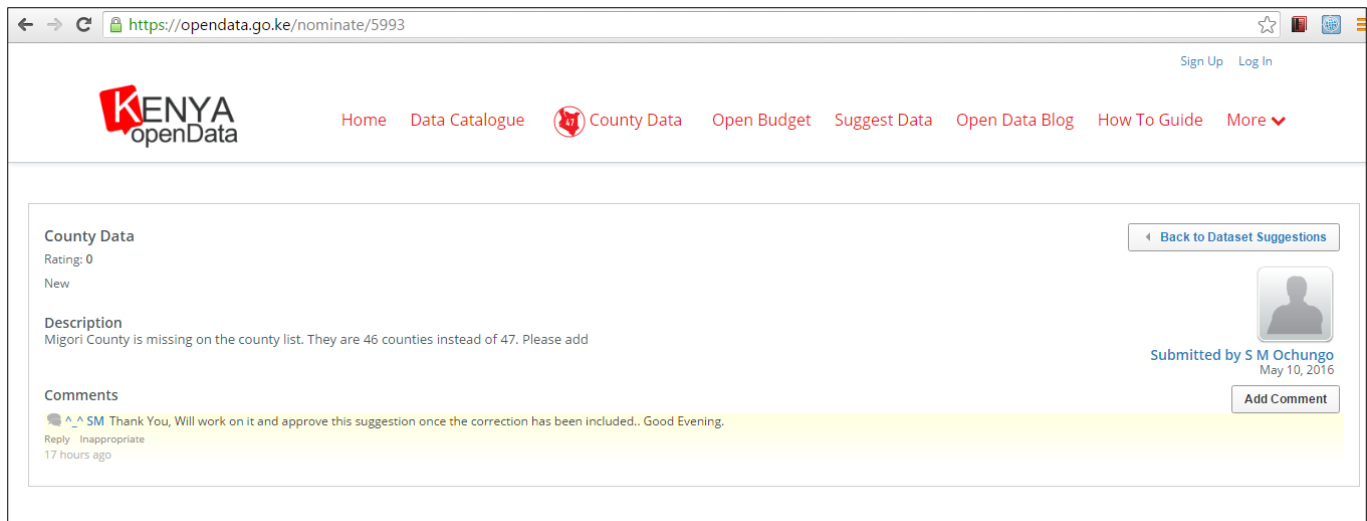 https://opendata.go.ke/nominate/5993
Sign Up Log In
KENYA
openData
Home Data Catalogue 47 County Data Open Budget Suggest Data Open Data Blog How To Guide More
County Data
Back to Dataset Suggestions
Rating: 0
New
Description
Migori County is missing on the county list. They are 46 counties instead of 47. Please add
Submitted by S M Ochungo
May 10, 2016
Comments
Add Comment
^_^ SM Thank You, Will work on it and approve this suggestion once the correction has been included.. Good Evening.
Reply Inappropriate
17 hours ago